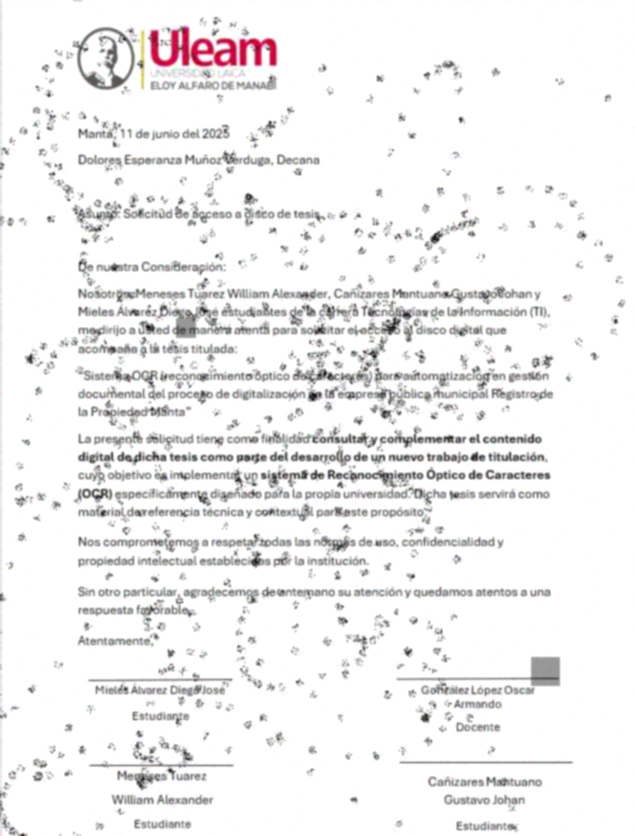 Uleam
UNIVERSIDAD LAICA
ELOY ALFARO DE MANABÍ
Manta, 11 de junio del 2025
Dolores Esperanza Muñoz Verduga, Decana
Asunto: Solicitud de acceso a disco de tesis.
De nuestra Consideración:
Nosotros, Meneses Tuarez William Alexander, Cañizares Mantuano Gustavo Johan y
Mieles Álvarez Diego José estudiantes de la carrera Tecnologías de la Información (TI),
me dirijo a usted de manera atenta para solicitar el acceso al disco digital que
acompaña a la tesis titulada:
"Sistema OCR (reconocimiento óptico de caracteres) para automatización en gestión
documental del proceso de digitalización en la empresa pública municipal Registro de
la Propiedad Manta"
La presente solicitud tiene como finalidad consultar y complementar el contenido
digital de dicha tesis como parte del desarrollo de un nuevo trabajo de titulación,
cuyo objetivo es implementar un sistema de Reconocimiento Óptico de Caracteres
(OCR) específicamente diseñado para la propia universidad. Dicha tesis servirá como
material de referencia técnica y contextual para este propósito.
Nos comprometemos a respetar todas las normas de uso, confidencialidad y
propiedad intelectual establecidas por la institución.
Sin otro particular, agradecemos de antemano su atención y quedamos atentos a una
respuesta favorable.
Atentamente,
Mieles Álvarez Diego José
Estudiante
González López Oscar
Armando
Docente
Meneses Tuarez
William Alexander
Estudiante
Cañizares Mantuano
Gustavo Johan
Estudiante